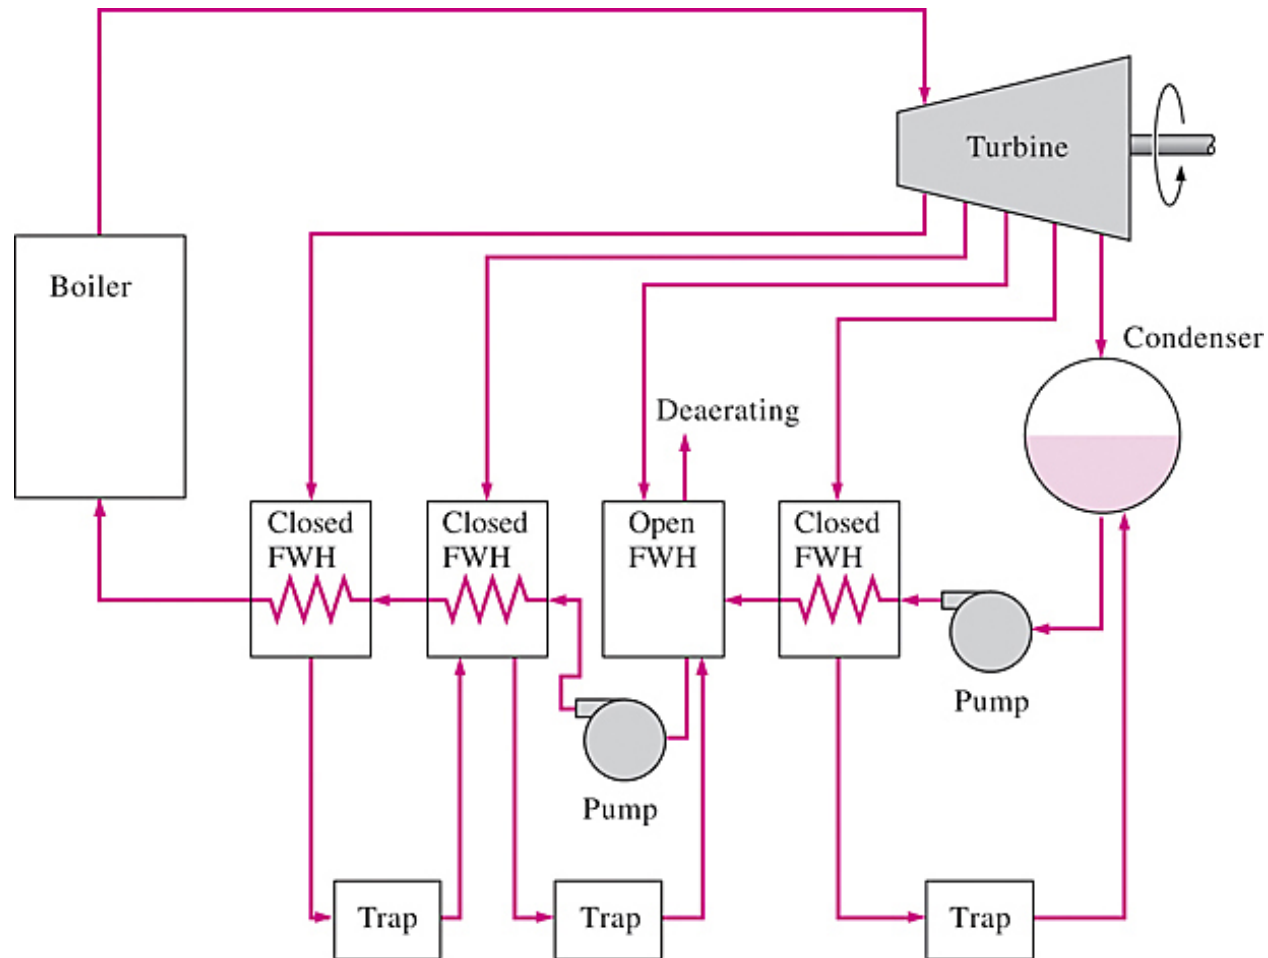 Turbine
Boiler
Condenser
Deaerating
Closed
FWH
Closed
FWH
Open
FWH
Closed
FWH
Pump
Pump
Trap
Trap
Trap